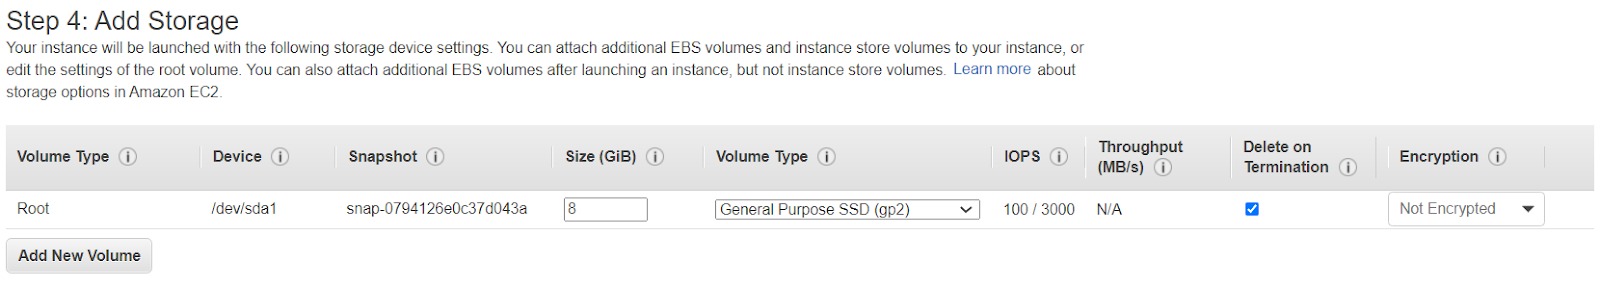 Step 4: Add Storage
Your instance will be launched with the following storage device settings. You can attach additional EBS volumes and instance store volumes to your instance, or
edit the settings of the root volume. You can also attach additional EBS volumes after launching an instance, but not instance store volumes. Learn more about
storage options in Amazon EC2.
Volume Type Device Snapshot Size (GiB) Volume Type IOPS Throughput (MB/s) Delete on Termination Encryption
Root /dev/sda1 snap-0794126e0c37d043a 8 General Purpose SSD (gp2) 100 / 3000 N/A Not Encrypted
Add New Volume